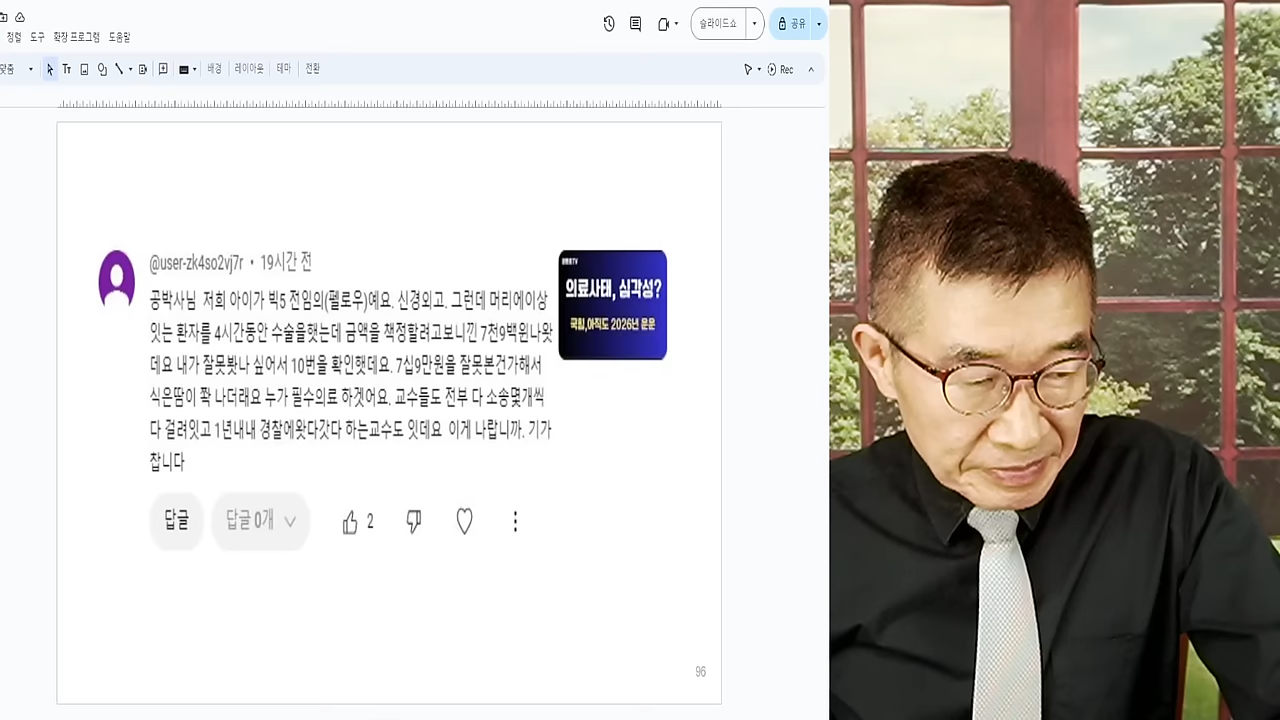 정렬 도구 확장 프로그램 도움말
슬라이드쇼
공유
맞춤
배경 레이아웃 테마 전환
Rec
@user-zk4so2vj7r • 19시간 전
공박사님 저희 아이가 빅5 전임의(펠로우)예요. 신경외고. 그런데 머리에이상
잇는 환자를 4시간동안 수술을했는데 금액을 책정할려고보니낀 7천9백원나왓
데요 내가 잘못봣나 싶어서 10번을 확인햇데요. 7십9만원을 잘못본건가해서
식은땀이 쫙 나더래요 누가 필수의료 하겟어요. 교수들도 전부 다 소송몇개씩
다 걸려잇고 1년내내 경찰에왓다갓다 하는교수도 잇데요 이게 나랍니까. 기가
찹니다
의료사태, 심각성?
국힘,아직도 2026년 운운
답글
답글 0개
2
96